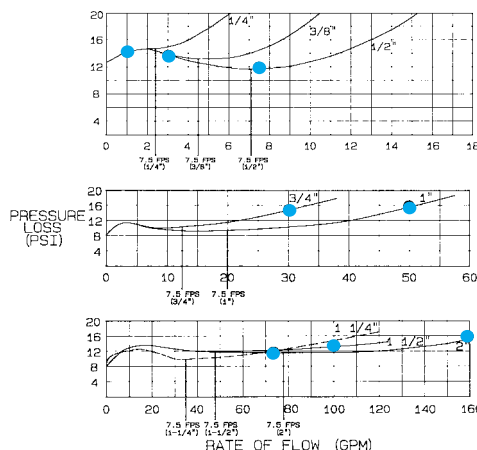 20
16
12
8
4
1/4"
3/8"
1/2"
0 2 4 6 8 10 12 14 16 18
7.5 FPS (1/4")
7.5 FPS (3/8")
7.5 FPS (1/2")
PRESSURE
LOSS
(PSI)
20
16
12
8
4
3/4"
1"
0 10 20 30 40 50 60
7.5 FPS (3/4")
7.5 FPS (1")
20
16
12
8
4
1 1/4"
1 1/2"
2"
0 20 40 60 80 100 120 140 160
7.5 FPS (1-1/4")
7.5 FPS (1-1/2")
7.5 FPS (2")
RATE OF FLOW (GPM)